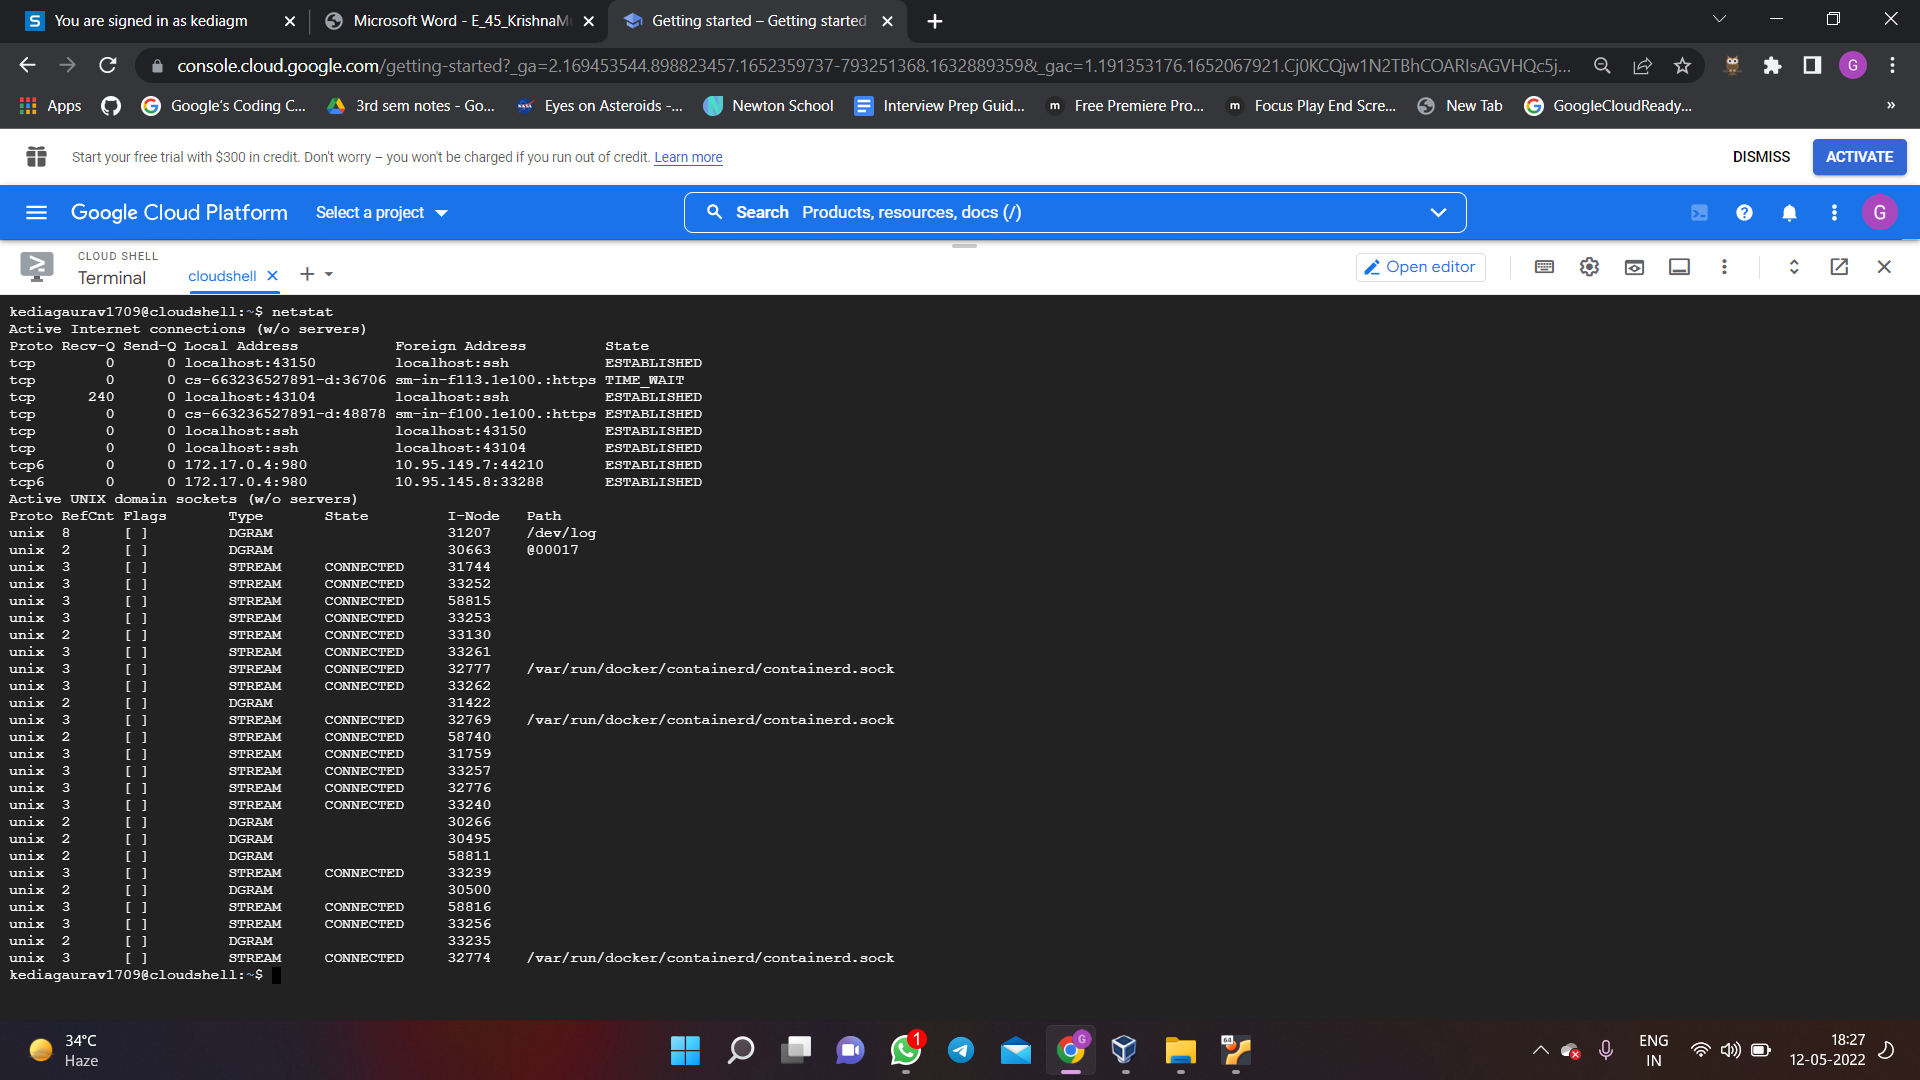 You are signed in as kediagm
Microsoft Word - E_45_KrishnaM
Getting started – Getting started
console.cloud.google.com/getting-started?_ga=2.169453544.898823457.1652359737-793251368.1632889359&_gac=1.191353176.1652067921.Cj0KCQjw1N2TBhCOARIsAGVHQc5j...
Apps
Google's Coding C...
3rd sem notes - Go...
Eyes on Asteroids -...
Newton School
Interview Prep Guid...
Free Premiere Pro...
Focus Play End Scre...
New Tab
GoogleCloudReady...
»
Start your free trial with $300 in credit. Don't worry – you won't be charged if you run out of credit. Learn more
DISMISS
ACTIVATE
Google Cloud Platform
Select a project
Search Products, resources, docs (/)
G
CLOUD SHELL
Terminal
cloudshell
Open editor
kediagaurav1709@cloudshell:~$ netstat
Active Internet connections (w/o servers)
Proto Recv-Q Send-Q Local Address Foreign Address State
tcp 0 0 localhost:43150 localhost:ssh ESTABLISHED
tcp 0 0 cs-663236527891-d:36706 sm-in-f113.1e100.:https TIME_WAIT
tcp 240 0 localhost:43104 localhost:ssh ESTABLISHED
tcp 0 0 cs-663236527891-d:48878 sm-in-f100.1e100.:https ESTABLISHED
tcp 0 0 localhost:ssh localhost:43150 ESTABLISHED
tcp 0 0 localhost:ssh localhost:43104 ESTABLISHED
tcp6 0 0 172.17.0.4:980 10.95.149.7:44210 ESTABLISHED
tcp6 0 0 172.17.0.4:980 10.95.145.8:33288 ESTABLISHED
Active UNIX domain sockets (w/o servers)
Proto RefCnt Flags Type State I-Node Path
unix 8 [ ] DGRAM 31207 /dev/log
unix 2 [ ] DGRAM 30663 @00017
unix 3 [ ] STREAM CONNECTED 31744
unix 3 [ ] STREAM CONNECTED 33252
unix 3 [ ] STREAM CONNECTED 58815
unix 3 [ ] STREAM CONNECTED 33253
unix 2 [ ] STREAM CONNECTED 33130
unix 3 [ ] STREAM CONNECTED 33261
unix 3 [ ] STREAM CONNECTED 32777 /var/run/docker/containerd/containerd.sock
unix 3 [ ] STREAM CONNECTED 33262
unix 2 [ ] DGRAM 31422
unix 3 [ ] STREAM CONNECTED 32769 /var/run/docker/containerd/containerd.sock
unix 2 [ ] STREAM CONNECTED 58740
unix 3 [ ] STREAM CONNECTED 31759
unix 3 [ ] STREAM CONNECTED 33257
unix 3 [ ] STREAM CONNECTED 32776
unix 3 [ ] STREAM CONNECTED 33240
unix 2 [ ] DGRAM 30266
unix 2 [ ] DGRAM 30495
unix 2 [ ] DGRAM 58811
unix 3 [ ] STREAM CONNECTED 33239
unix 2 [ ] DGRAM 30500
unix 3 [ ] STREAM CONNECTED 58816
unix 3 [ ] STREAM CONNECTED 33256
unix 2 [ ] DGRAM 33235
unix 3 [ ] STREAM CONNECTED 32774 /var/run/docker/containerd/containerd.sock
kediagaurav1709@cloudshell:~$
34°C
Haze
1
G
64
ENG
IN
18:27
12-05-2022